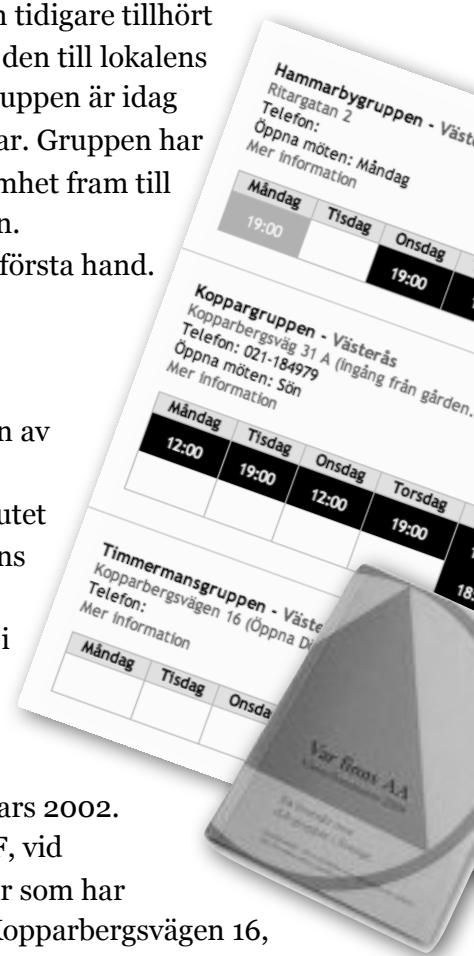 n tidigare tillhört
den till lokalens
uppen är idag
ar. Gruppen har
mhet fram till
n.
första hand.
n av
utet
ns
i
ars 2002.
F, vid
r som har
Kopparbergsvägen 16,
Hammarbygruppen - Väste
Ritargatan 2
Telefon:
Öppna möten: Måndag
Mer information
Måndag Tisdag Onsdag
19:00 19:00
Koppargruppen - Västerås
Kopparbergsväg 31 A (ingång från gården.
Telefon: 021-184979
Öppna möten: Sön
Mer information
Måndag Tisdag Onsdag Torsdag
12:00 19:00 12:00 19:00
18:
Timmermansgruppen - Väste
Kopparbergsvägen 16 (Öppna D
Telefon:
Mer information
Måndag Tisdag Onsda
Var finns AA